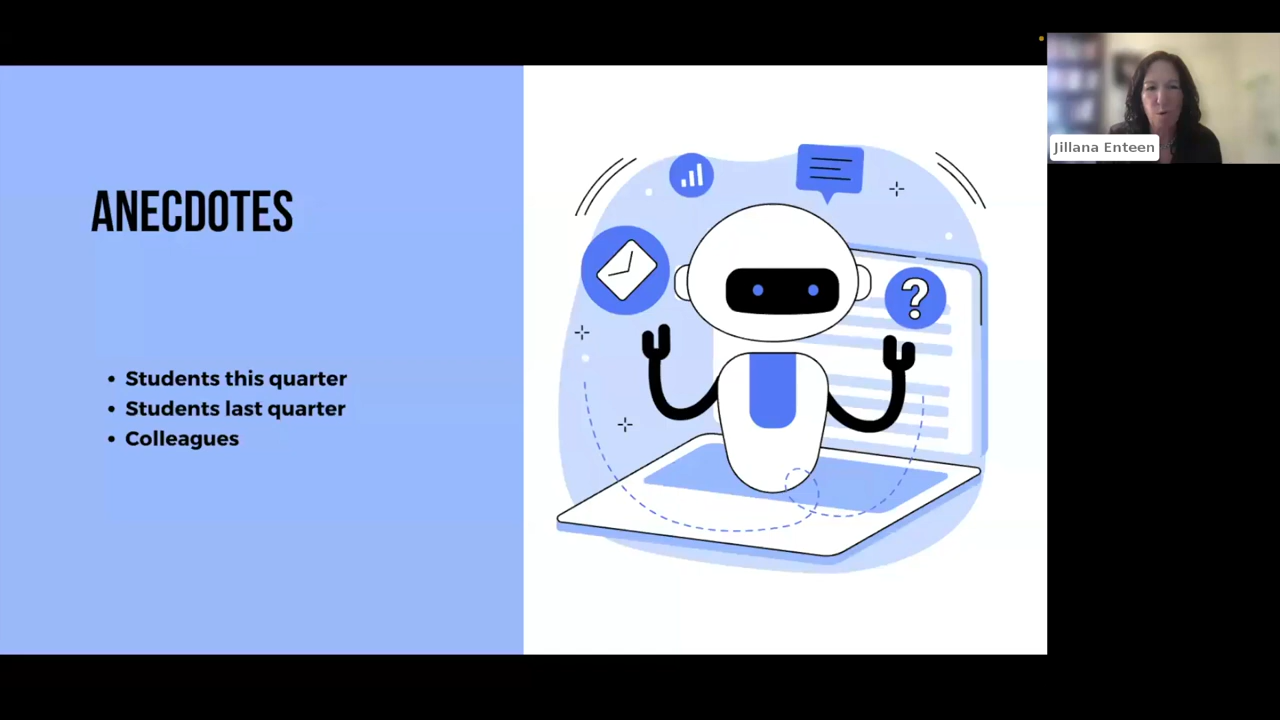 ANECDOTES
Students this quarter
Students last quarter
Colleagues
?
Jillana Enteen